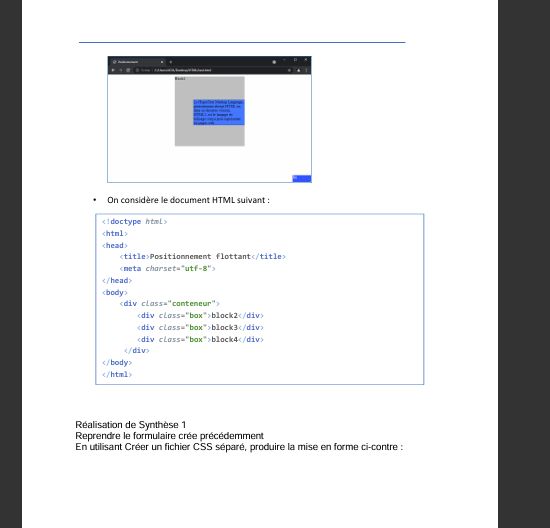 Positionnement
Block1
• On considère le document HTML suivant :
<!doctype html>
<html>
<head>
<title>Positionnement flottant</title>
<meta charset="utf-8">
</head>
<body>
<div class="conteneur">
<div class="box">block2</div>
<div class="box">block3</div>
<div class="box">block4</div>
</div>
</body>
</html>
Réalisation de Synthèse 1
Reprendre le formulaire crée précédemment
En utilisant Créer un fichier CSS séparé, produire la mise en forme ci-contre :